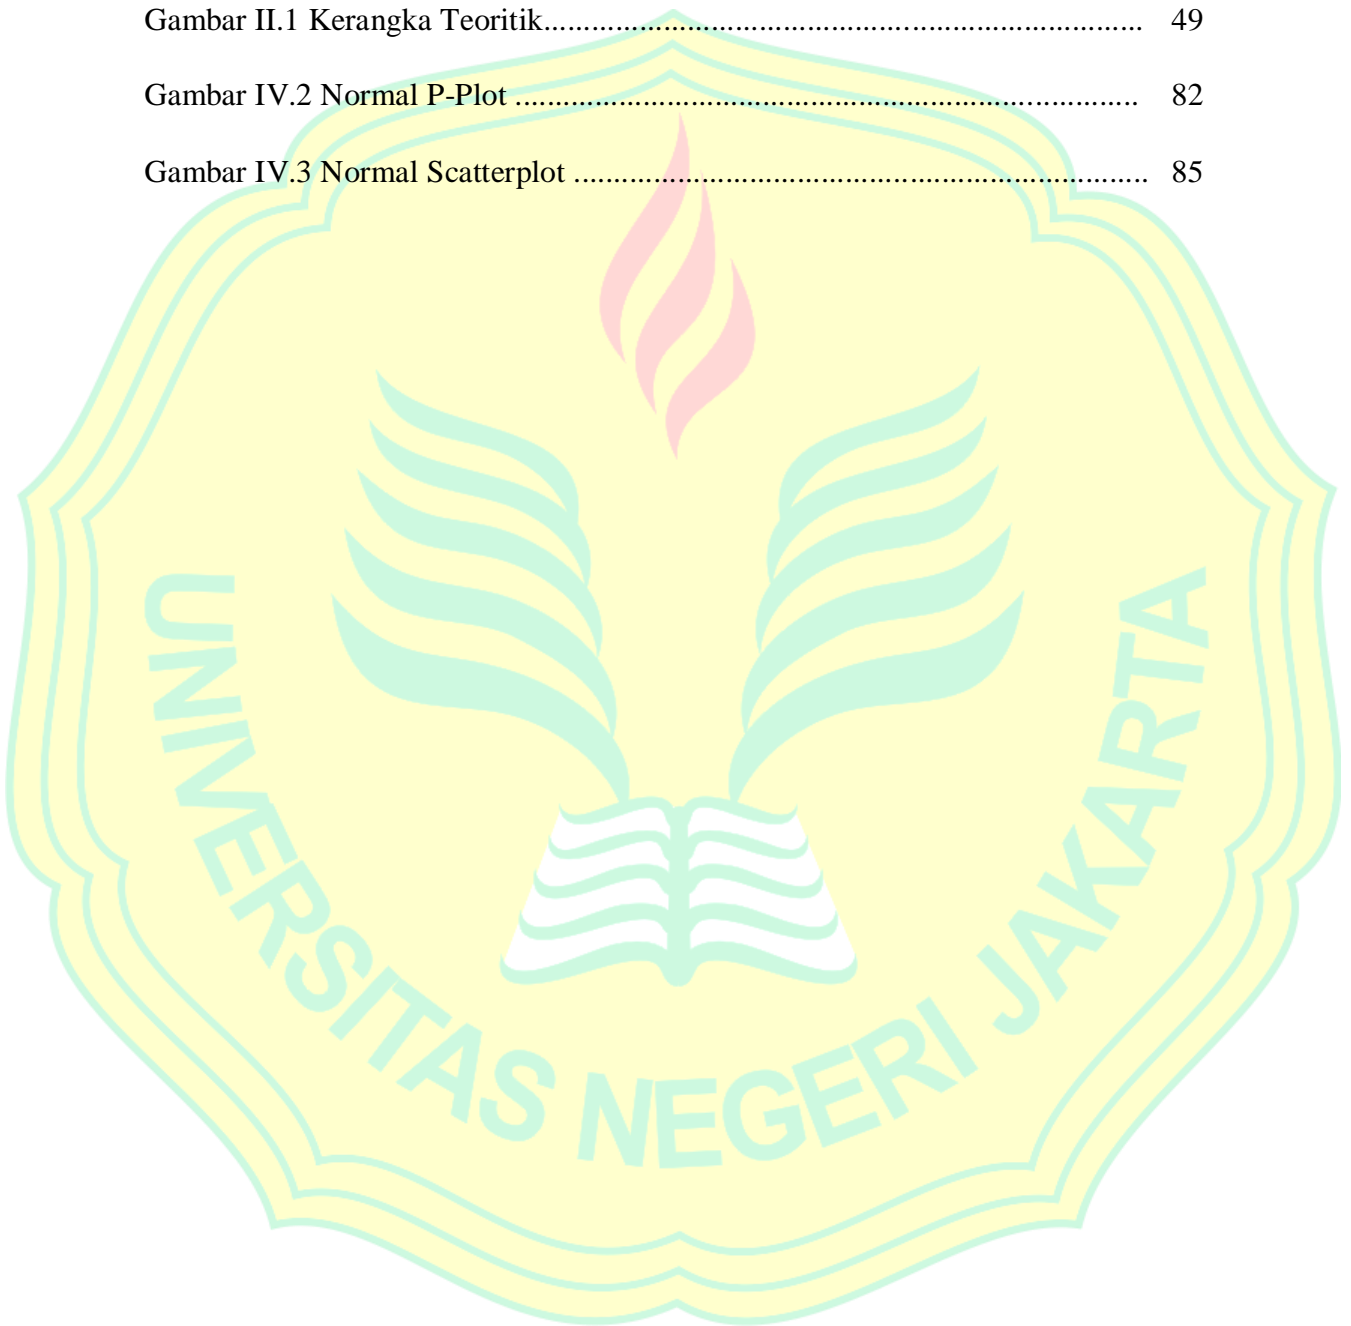 Gambar II.1 Kerangka Teoritik........................................................................... 49
Gambar IV.2 Normal P-Plot .............................................................................. 82
Gambar IV.3 Normal Scatterplot ........................................................................ 85
UNIVERSITAS NEGERI JAKARTA